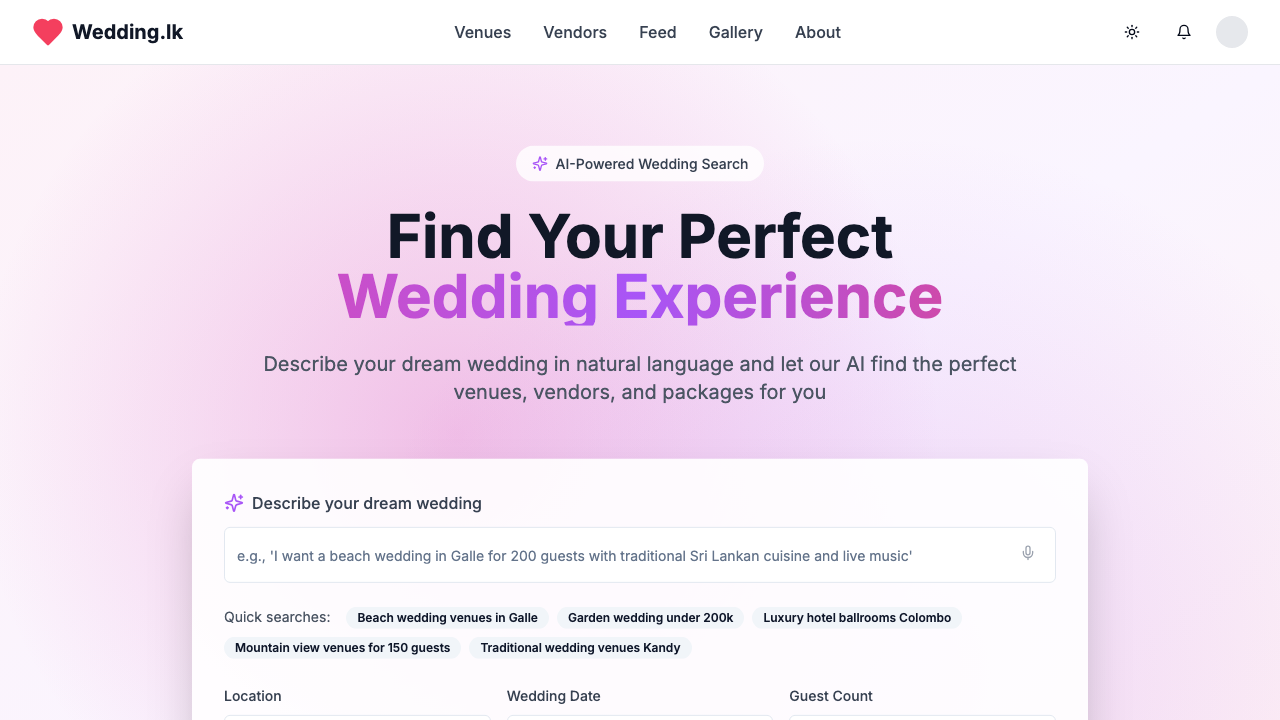 Wedding.lk
Venues
Vendors
Feed
Gallery
About
AI-Powered Wedding Search
Find Your Perfect
Wedding Experience
Describe your dream wedding in natural language and let our AI find the perfect
venues, vendors, and packages for you
Describe your dream wedding
e.g., 'I want a beach wedding in Galle for 200 guests with traditional Sri Lankan cuisine and live music'
Quick searches:
Beach wedding venues in Galle
Garden wedding under 200k
Luxury hotel ballrooms Colombo
Mountain view venues for 150 guests
Traditional wedding venues Kandy
Location
Wedding Date
Guest Count